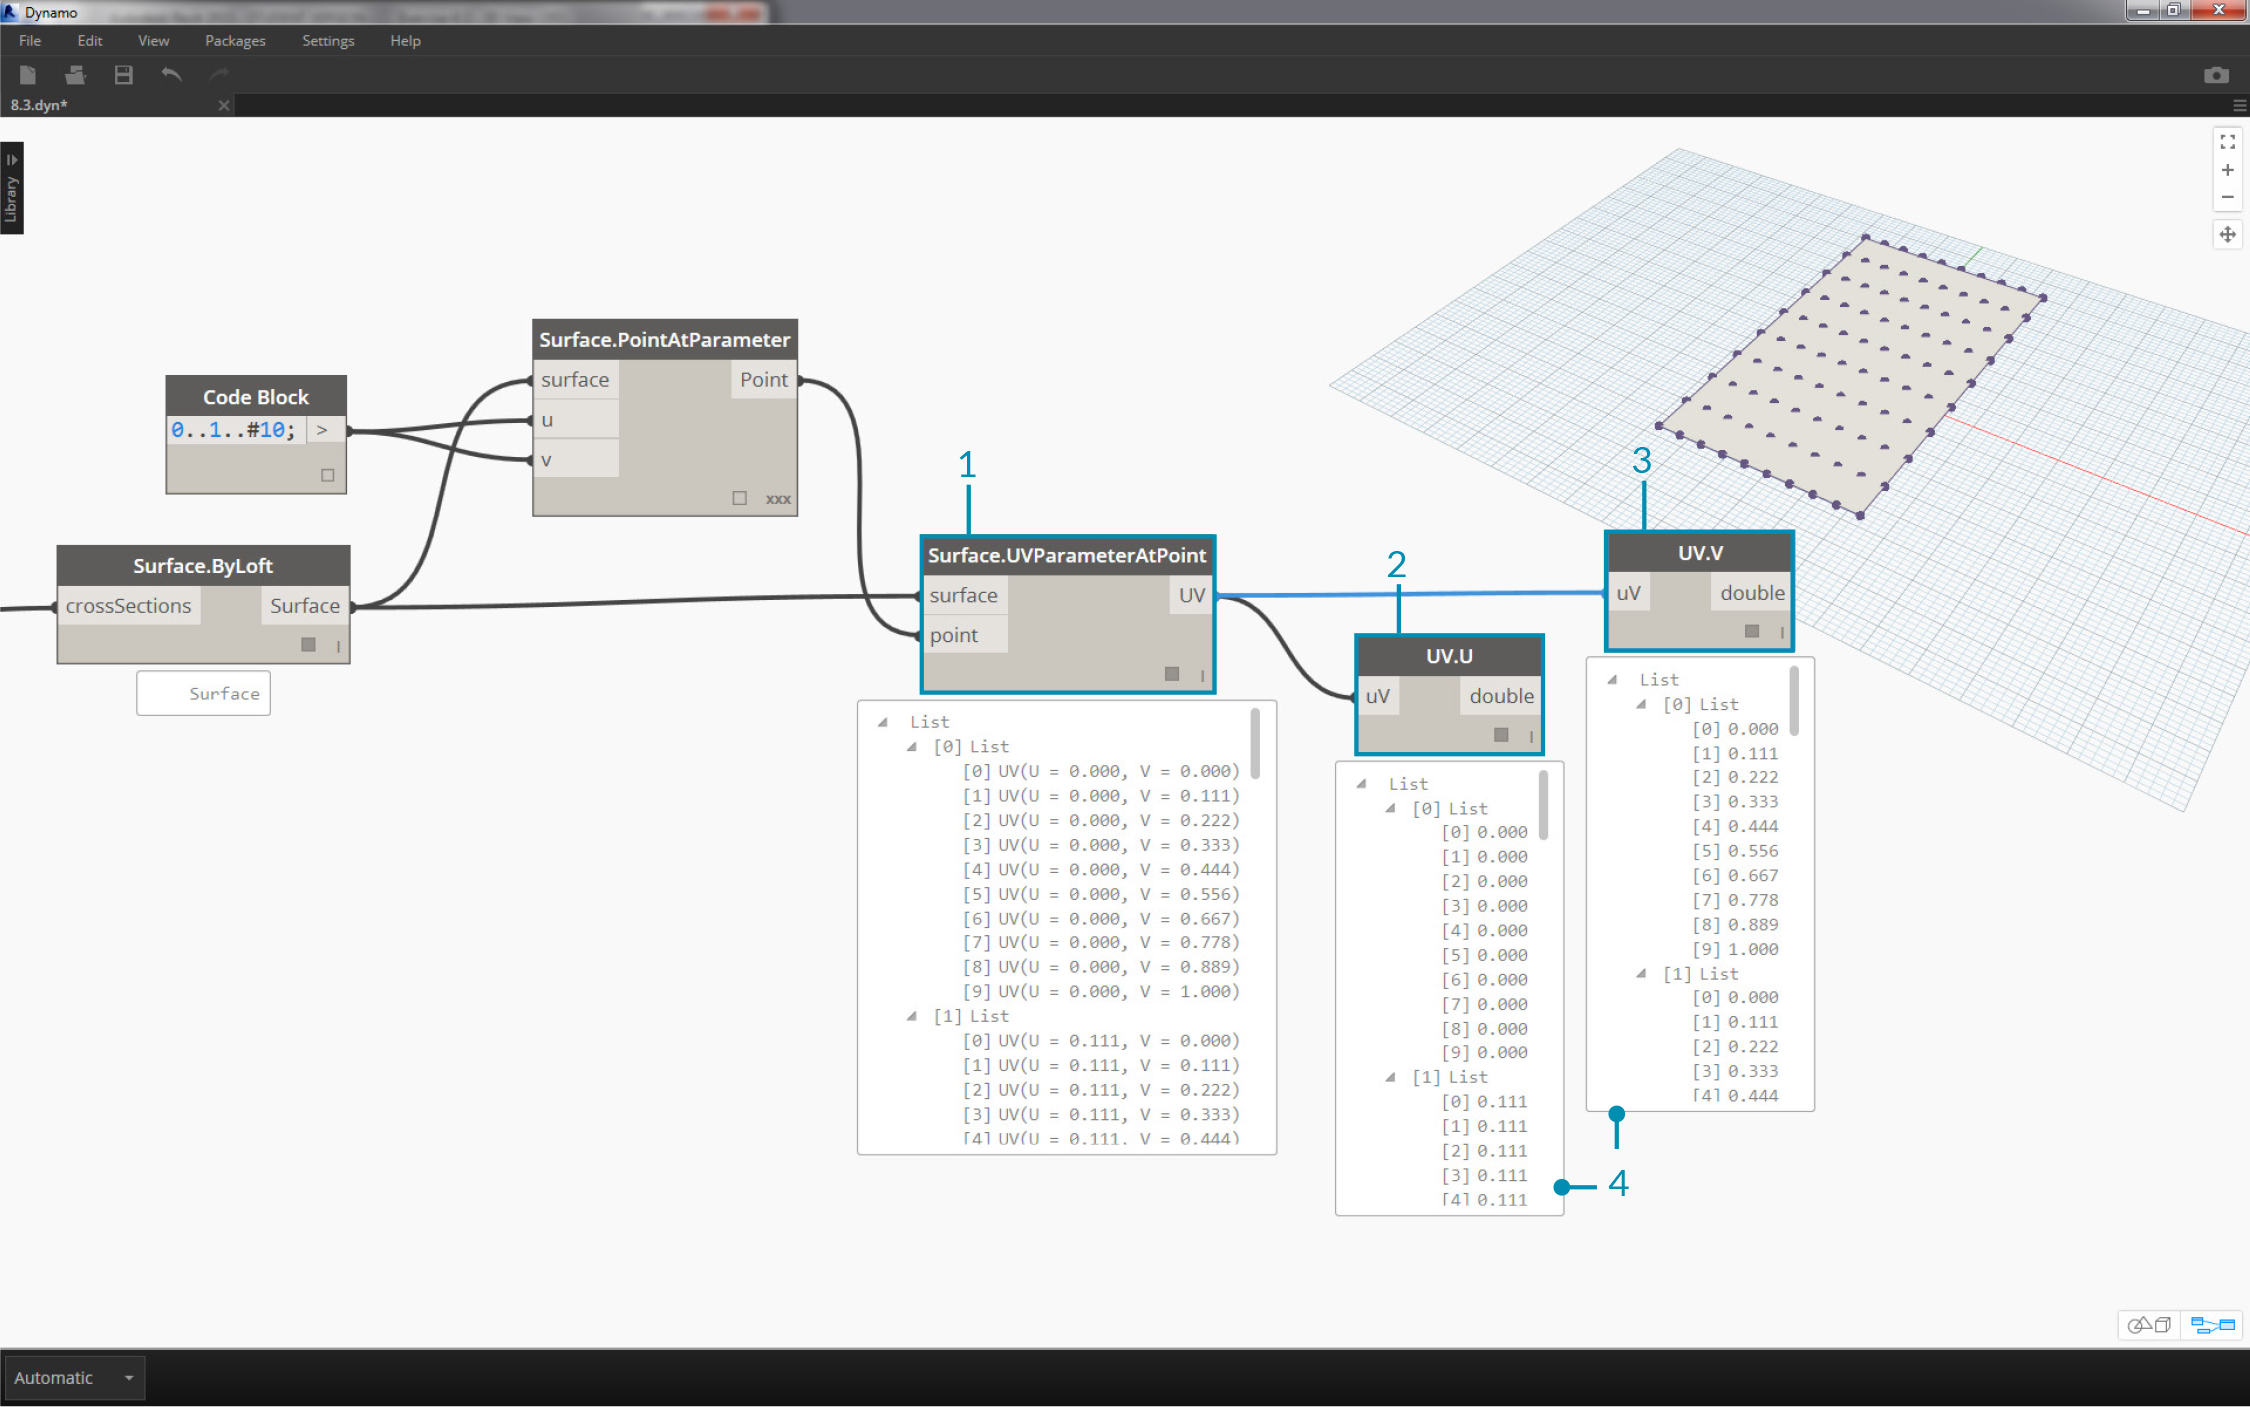 Dynamo
File Edit View Packages Settings Help
8.3.dyn*
Library
Code Block
0..1..#10; >
Surface.PointAtParameter
surface Point
u
v
xxx
Surface.ByLoft
crossSections Surface
l
Surface
1
Surface.UVParameterAtPoint
surface UV
point
l
List
[0] List
[0] UV(U = 0.000, V = 0.000)
[1] UV(U = 0.000, V = 0.111)
[2] UV(U = 0.000, V = 0.222)
[3] UV(U = 0.000, V = 0.333)
[4] UV(U = 0.000, V = 0.444)
[5] UV(U = 0.000, V = 0.556)
[6] UV(U = 0.000, V = 0.667)
[7] UV(U = 0.000, V = 0.778)
[8] UV(U = 0.000, V = 0.889)
[9] UV(U = 0.000, V = 1.000)
[1] List
[0] UV(U = 0.111, V = 0.000)
[1] UV(U = 0.111, V = 0.111)
[2] UV(U = 0.111, V = 0.222)
[3] UV(U = 0.111, V = 0.333)
[4] UV(U = 0.111, V = 0.444)
2
UV.U
uV double
l
List
[0] List
[0] 0.000
[1] 0.000
[2] 0.000
[3] 0.000
[4] 0.000
[5] 0.000
[6] 0.000
[7] 0.000
[8] 0.000
[9] 0.000
[1] List
[0] 0.111
[1] 0.111
[2] 0.111
[3] 0.111
[4] 0.111
3
UV.V
uV double
l
List
[0] List
[0] 0.000
[1] 0.111
[2] 0.222
[3] 0.333
[4] 0.444
[5] 0.556
[6] 0.667
[7] 0.778
[8] 0.889
[9] 1.000
[1] List
[0] 0.000
[1] 0.111
[2] 0.222
[3] 0.333
[4] 0.444
4
Automatic